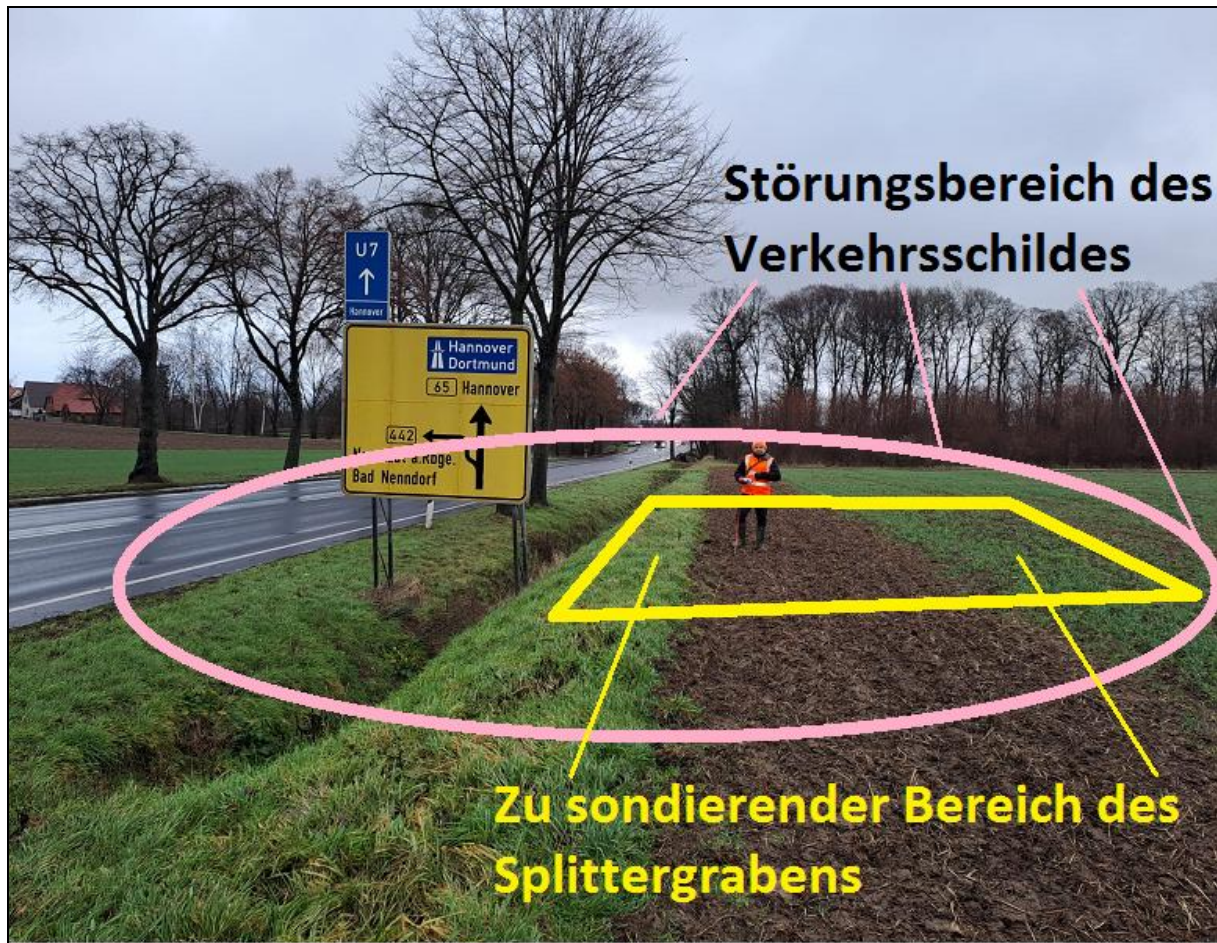 Störungsbereich des
Verkehrsschildes
U7
Hannover
Hannover
Dortmund
65 Hannover
442
Bad Nenndorf
Zu sondierender Bereich des
Splittergrabens